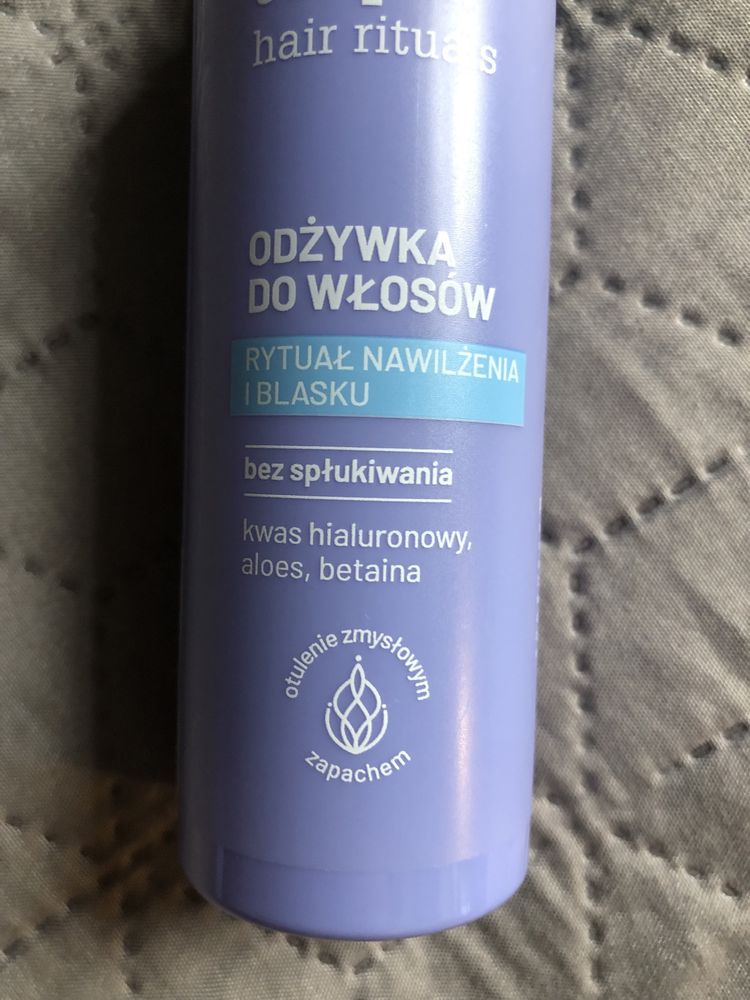 hair rituals
ODŻYWKA
DO WŁOSÓW
RYTUAŁ NAWILŻENIA
I BLASKU
bez spłukiwania
kwas hialuronowy,
aloes, betaina
otulenie zmysłowym
zapachem